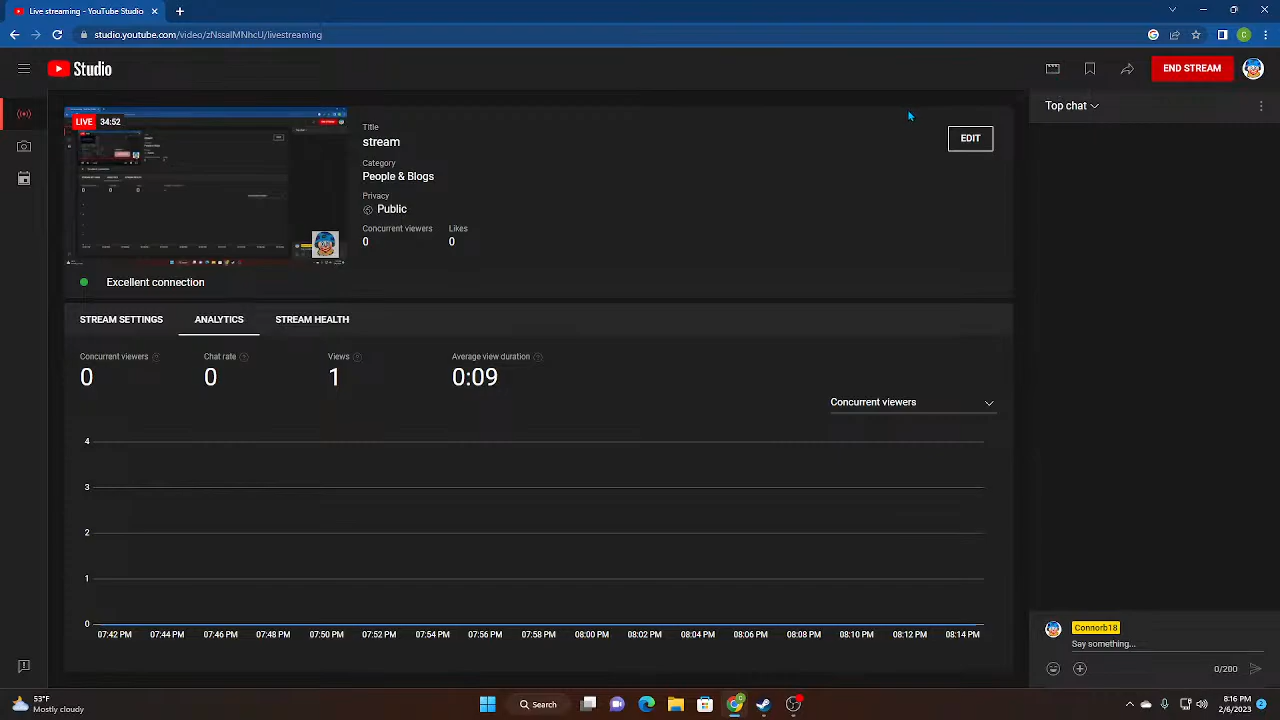 Live streaming - YouTube Studio
studio.youtube.com/video/zNssalMNhcU/livestreaming
C
Studio
END STREAM
LIVE 34:52
Title
stream
EDIT
Category
People & Blogs
Privacy
Public
Concurrent viewers Likes
0 0
Excellent connection
Top chat
STREAM SETTINGS ANALYTICS STREAM HEALTH
Concurrent viewers Chat rate Views Average view duration
0 0 1 0:09
Concurrent viewers
4
3
2
1
0
07:42 PM 07:44 PM 07:46 PM 07:48 PM 07:50 PM 07:52 PM 07:54 PM 07:56 PM 07:58 PM 08:00 PM 08:02 PM 08:04 PM 08:06 PM 08:08 PM 08:10 PM 08:12 PM 08:14 PM
Connorb18
Say something...
0/200
53°F
Mostly cloudy
Search
8:16 PM
2/6/2023
2